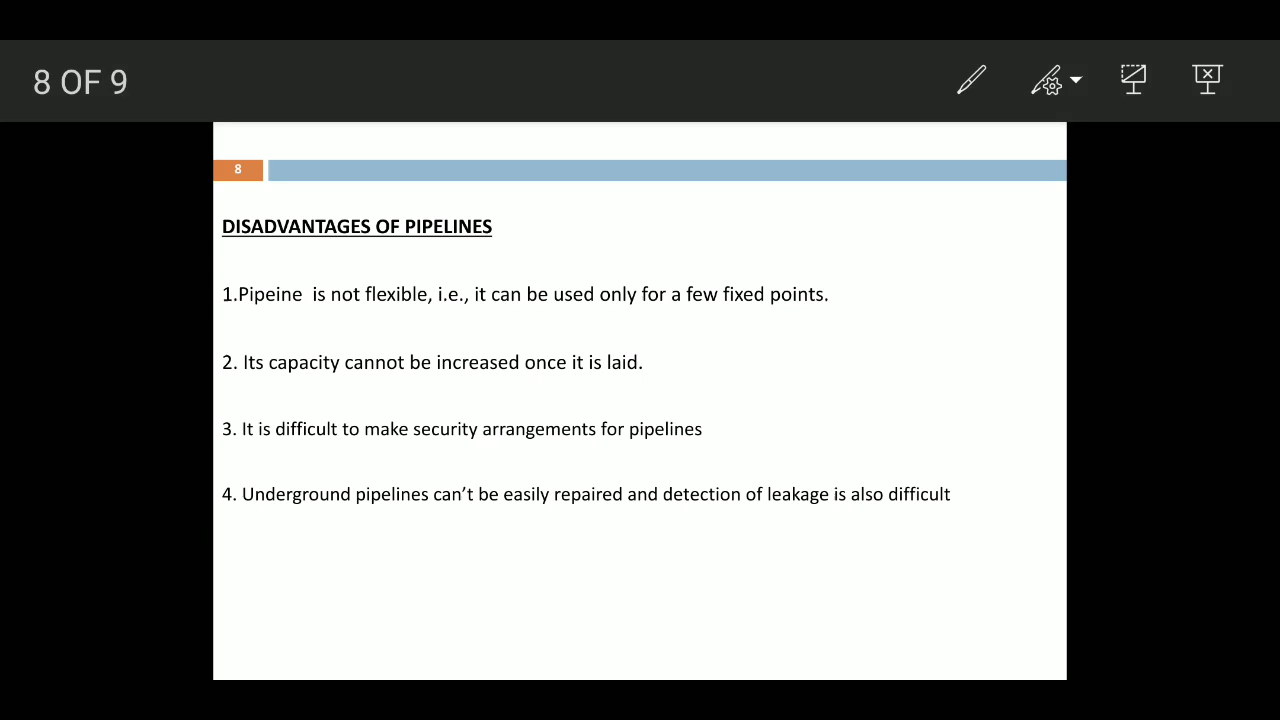 8 OF 9
8
DISADVANTAGES OF PIPELINES
1.Pipeine  is not flexible, i.e., it can be used only for a few fixed points.
2. Its capacity cannot be increased once it is laid.
3. It is difficult to make security arrangements for pipelines
4. Underground pipelines can’t be easily repaired and detection of leakage is also difficult